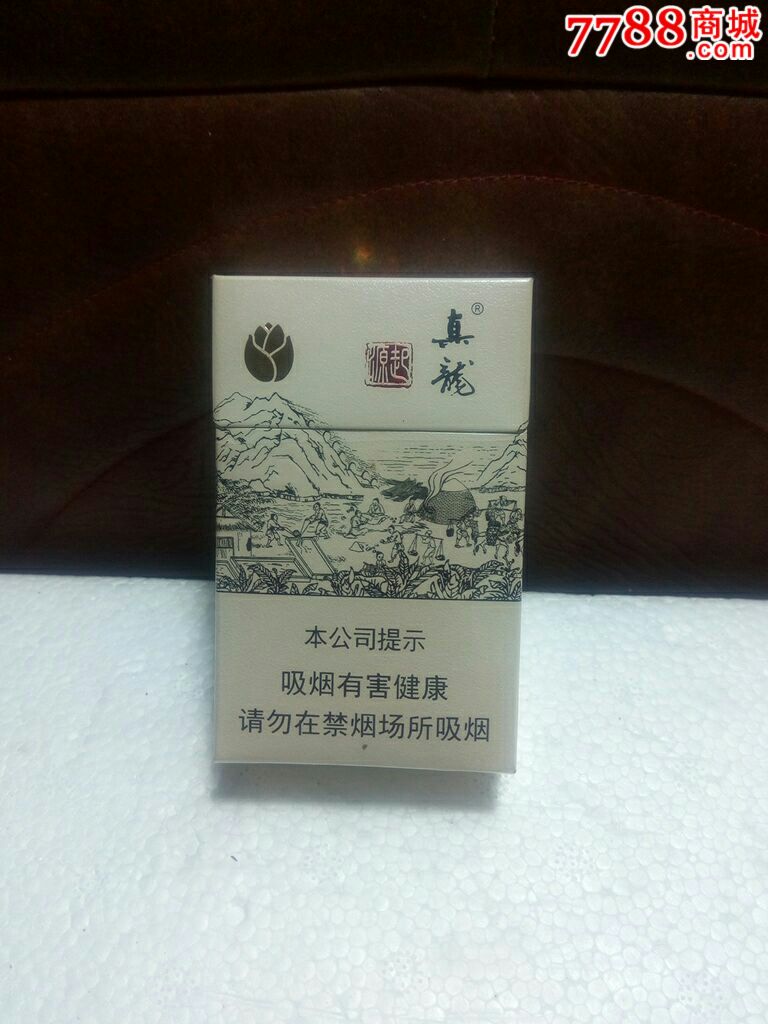 7788商城
.com
真龙®
起源
本公司提示
吸烟有害健康
请勿在禁烟场所吸烟